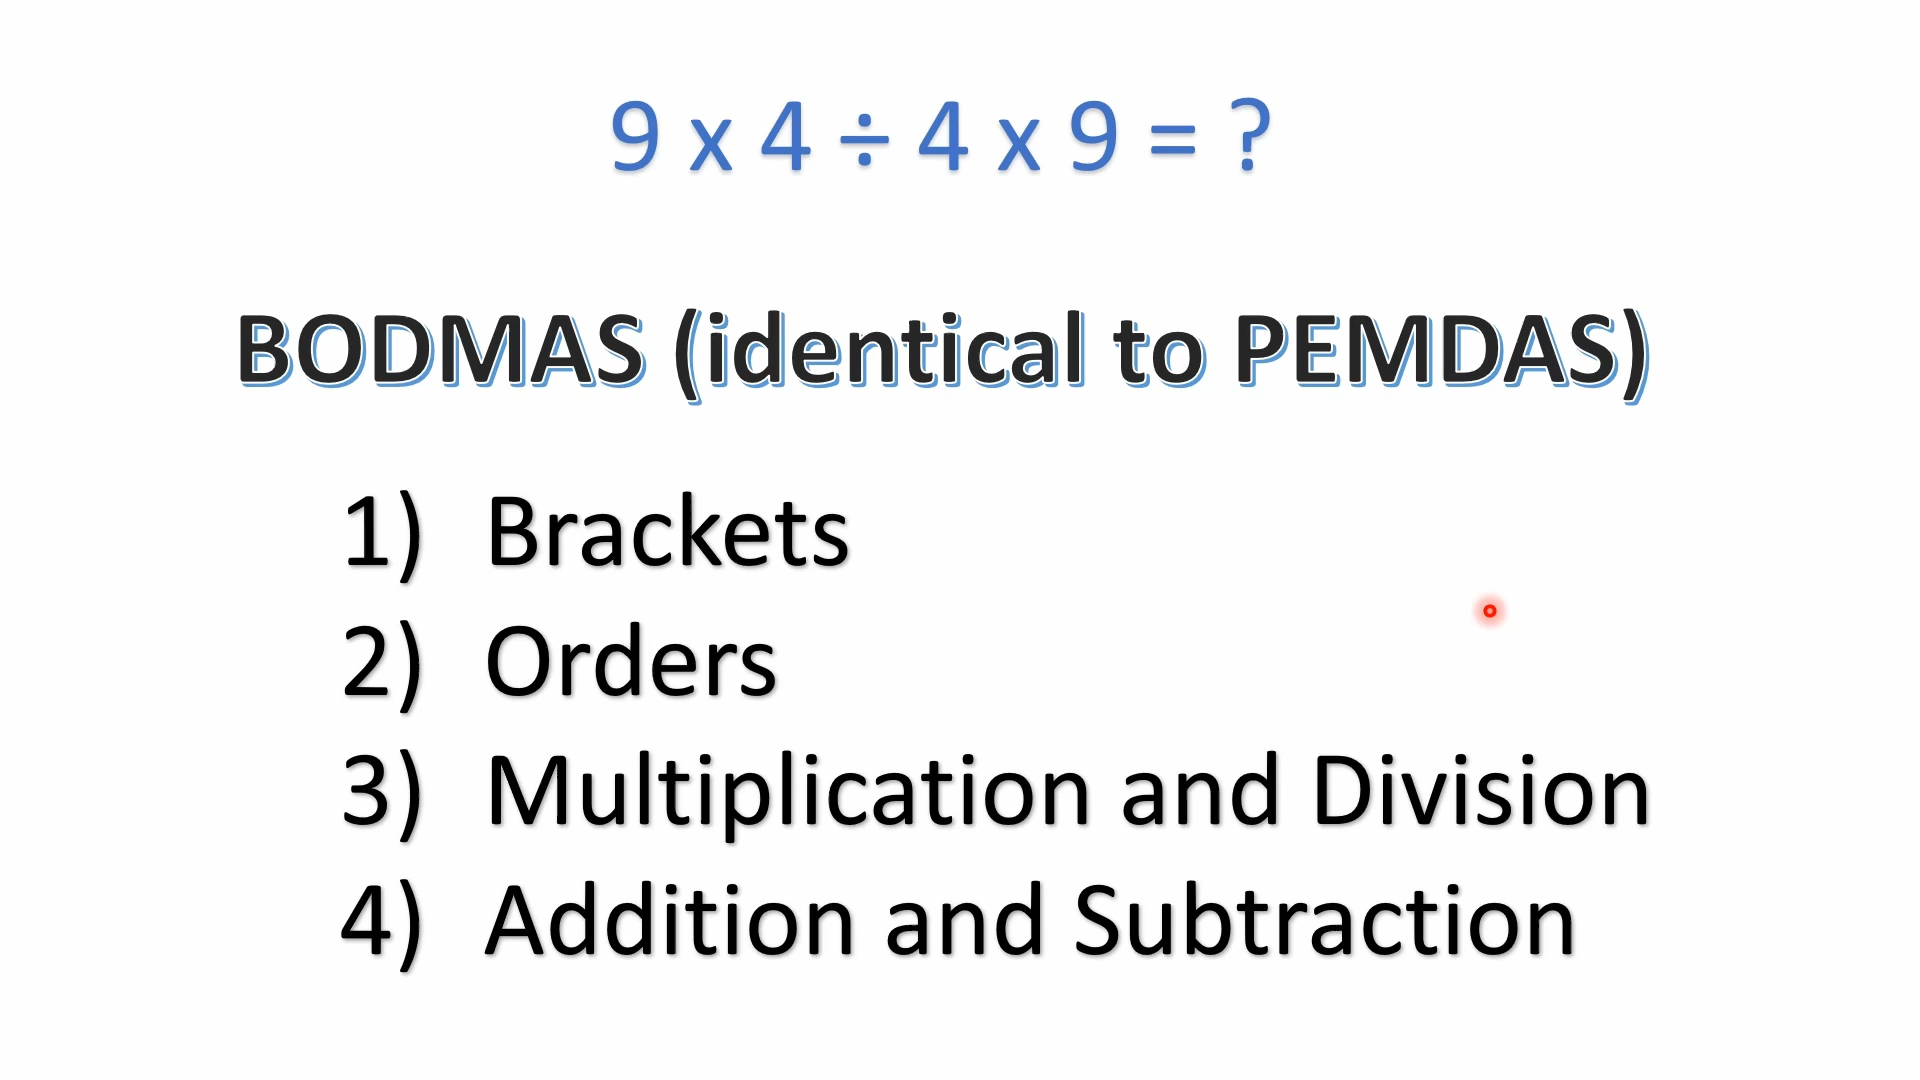 9 x 4 ÷ 4 x 9 = ?
BODMAS (identical to PEMDAS)
1) Brackets
2) Orders
3) Multiplication and Division
4) Addition and Subtraction